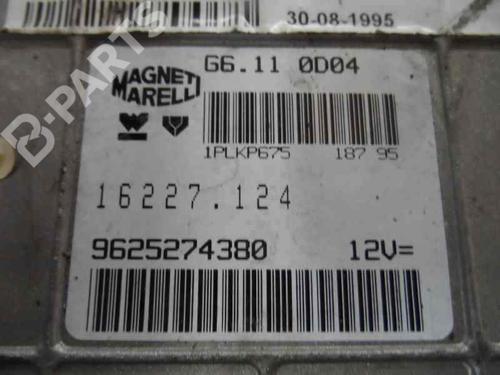 30-08-1995
MAGNETI
MARELLI
G6.11 0D04
1PLKP675 187 95
16227.124
9625274380 12V=
B-PARTS